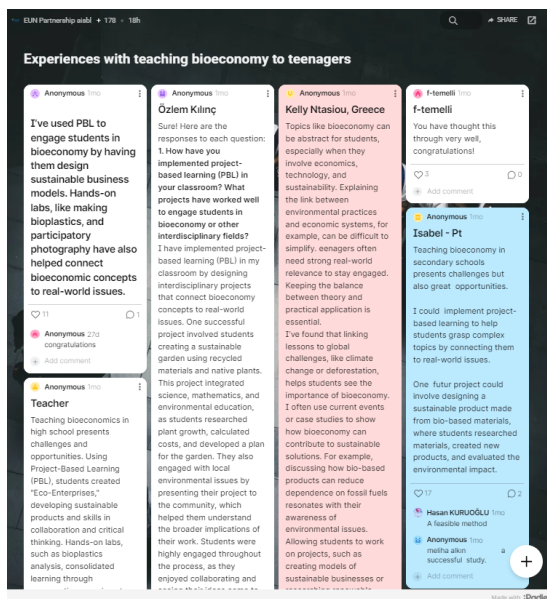 EUN Partnership aisbl + 178 • 18h
SHARE
Experiences with teaching bioeconomy to teenagers
Anonymous 1mo
I've used PBL to
engage students in
bioeconomy by having
them design
sustainable business
models. Hands-on
labs, like making
bioplastics, and
participatory
photography have also
helped connect
bioeconomic concepts
to real-world issues.
11
1
Anonymous 27d
congratulations
Add comment
Anonymous 1mo
Teacher
Teaching bioeconomics in
high school presents
challenges and
opportunities. Using
Project-Based Learning
(PBL), students created
"Eco-Enterprises,"
developing sustainable
products and skills in
collaboration and critical
thinking. Hands-on labs,
such as bioplastics
analysis, consolidated
learning through
Anonymous 1mo
Özlem Kılınç
Sure! Here are the
responses to each question:
1. How have you
implemented project-
based learning (PBL) in
your classroom? What
projects have worked well
to engage students in
bioeconomy or other
interdisciplinary fields?
I have implemented project-
based learning (PBL) in my
classroom by designing
interdisciplinary projects
that connect bioeconomy
concepts to real-world
issues. One successful
project involved students
creating a sustainable
garden using recycled
materials and native plants.
This project integrated
science, mathematics, and
environmental education,
as students researched
plant growth, calculated
costs, and developed a plan
for the garden. They also
engaged with local
environmental issues by
presenting their project to
the community, which
helped them understand
the broader implications of
their work. Students were
highly engaged throughout
the process, as they
enjoyed collaborating and
seeing their ideas come to
Anonymous 1mo
Kelly Ntasiou, Greece
Topics like bioeconomy can
be abstract for students,
especially when they
involve economics,
technology, and
sustainability. Explaining
the link between
environmental practices
and economic systems, for
example, can be difficult to
simplify. eenagers often
need strong real-world
relevance to stay engaged.
Keeping the balance
between theory and
practical application is
essential.
I've found that linking
lessons to global
challenges, like climate
change or deforestation,
helps students see the
importance of bioeconomy.
I often use current events
or case studies to show
how bioeconomy can
contribute to sustainable
solutions. For example,
discussing how bio-based
products can reduce
dependence on fossil fuels
resonates with their
awareness of
environmental issues.
Allowing students to work
on projects, such as
creating models of
sustainable businesses or
researching renewable
f-temelli 1mo
f-temelli
You have thought this
through very well,
congratulations!
3
0
Add comment
Anonymous 1mo
Isabel - Pt
Teaching bioeconomy in
secondary schools
presents challenges but
also great opportunities.
I could implement project-
based learning to help
students grasp complex
topics by connecting them
to real-world issues.
One futur project could
involve designing a
sustainable product made
from bio-based materials,
where students researched
materials, created new
products, and evaluated the
environmental impact.
17
2
Hasan KURUOĞLU 1mo
A feasible method
Anonymous 1mo
meliha alkın a
successful study.
Add comment
Made with :Padle